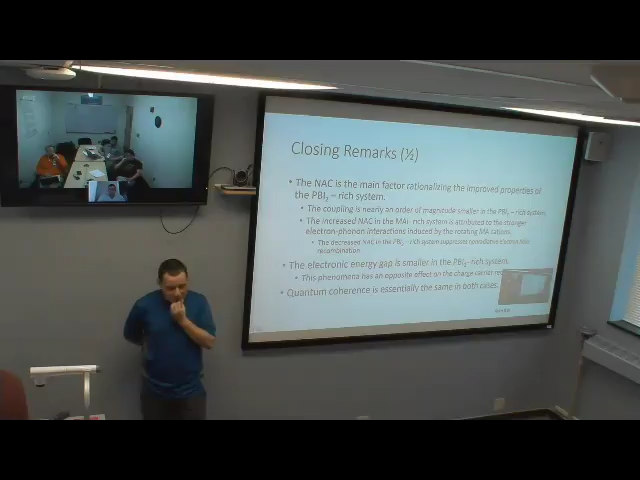 Closing Remarks (½)
• The NAC is the main factor rationalizing the improved properties of
the PBI₂ – rich system.
• The coupling is nearly an order of magnitude smaller in the PBI₂ – rich system.
• The increased NAC in the MAI- rich system is attributed to the stronger
electron-phonon interactions induced by the rotating MA cations.
• The decreased NAC in the PBI₂ -rich system suppresses nonradiative electron-hole
recombination
• The electronic energy gap is smaller in the PBI₂- rich system.
• This phenomena has an opposite effect on the charge carrier
• Quantum coherence is essentially the same in both cases.